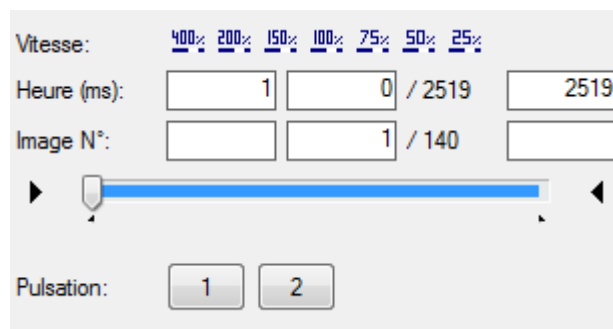 Vitesse: 400% 200% 150% 100% 75% 50% 25%
Heure (ms): 1 0 / 2519 2519
Image N°: 1 / 140
Pulsation: 1 2